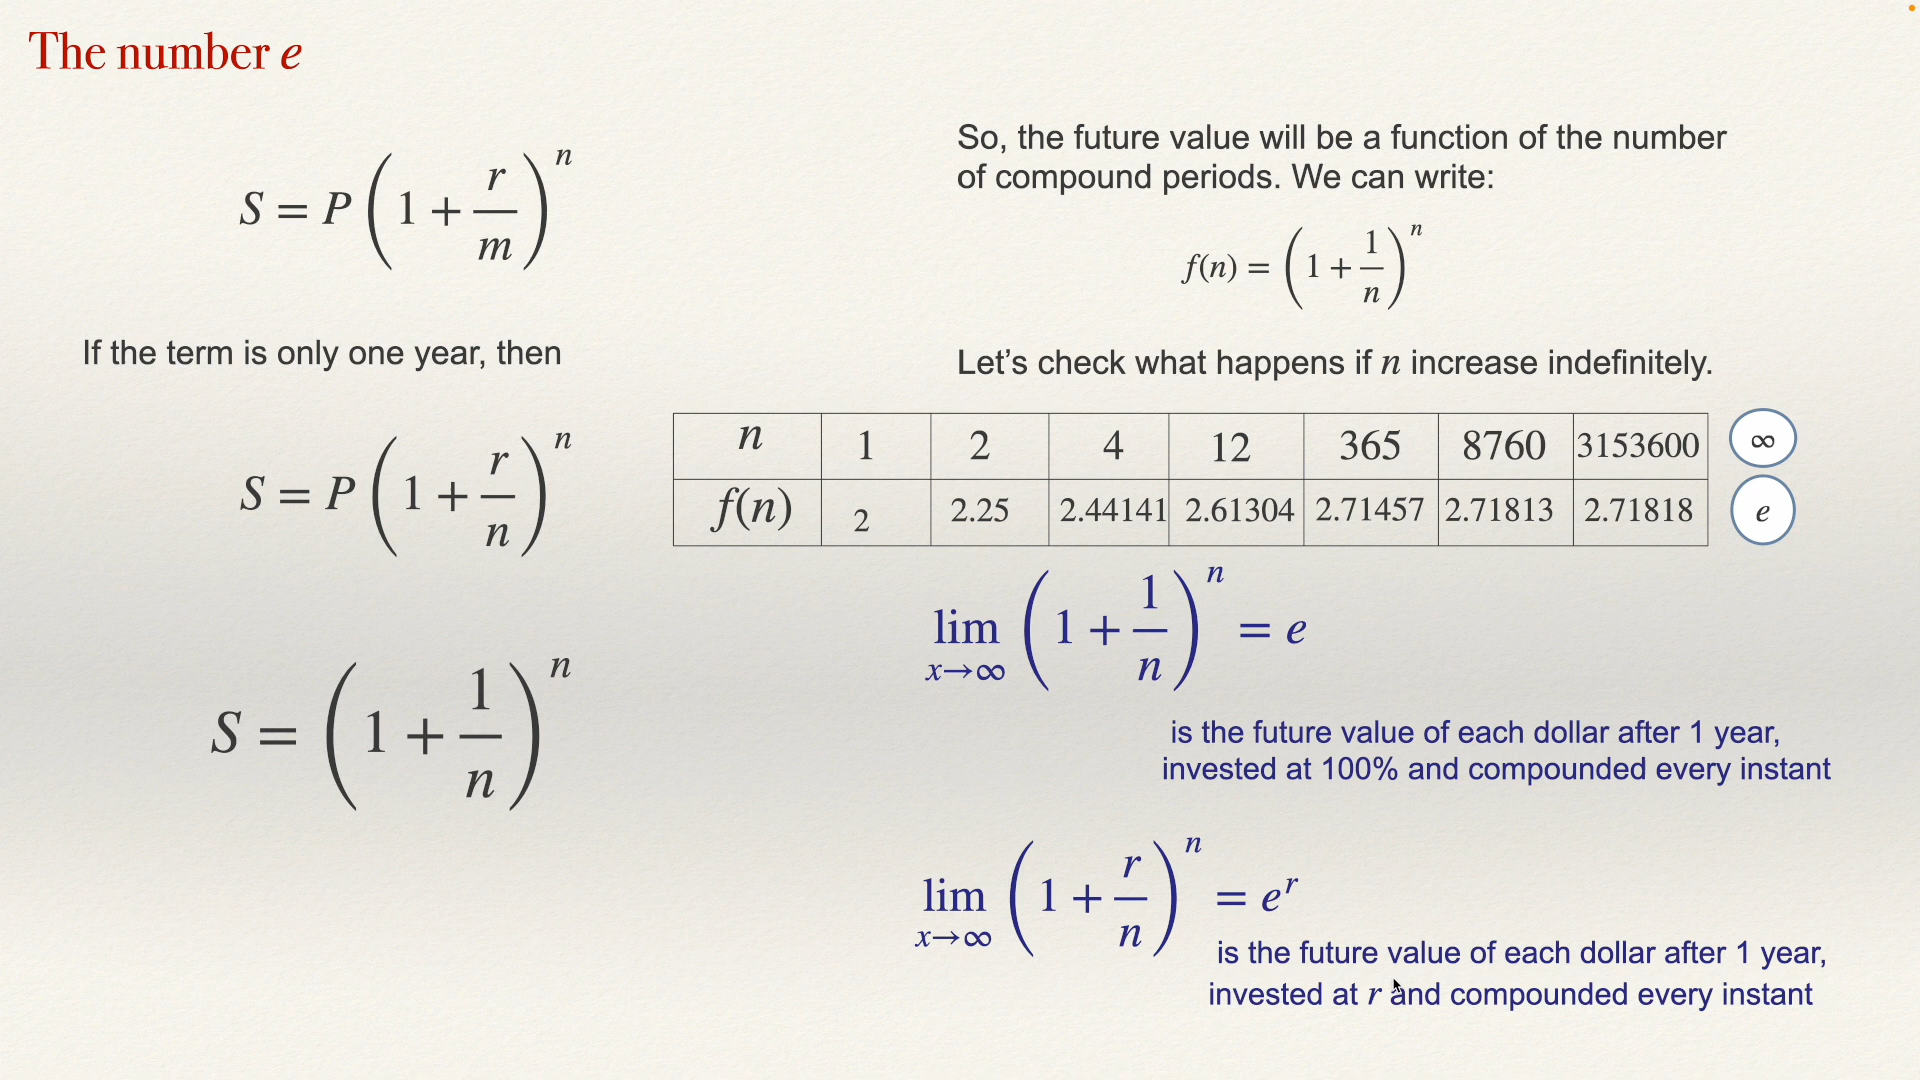 The number e
S = P(1 + r/m)^n
If the term is only one year, then
S = P(1 + r/n)^n
S = (1 + 1/n)^n
So, the future value will be a function of the number
of compound periods. We can write:
f(n) = (1 + 1/n)^n
Let’s check what happens if n increase indefinitely.
n 1 2 4 12 365 8760 3153600 ∞
f(n) 2 2.25 2.44141 2.61304 2.71457 2.71813 2.71818 e
lim x→∞ (1 + 1/n)^n = e
is the future value of each dollar after 1 year,
invested at 100% and compounded every instant
lim x→∞ (1 + r/n)^n = e^r
is the future value of each dollar after 1 year,
invested at r and compounded every instant